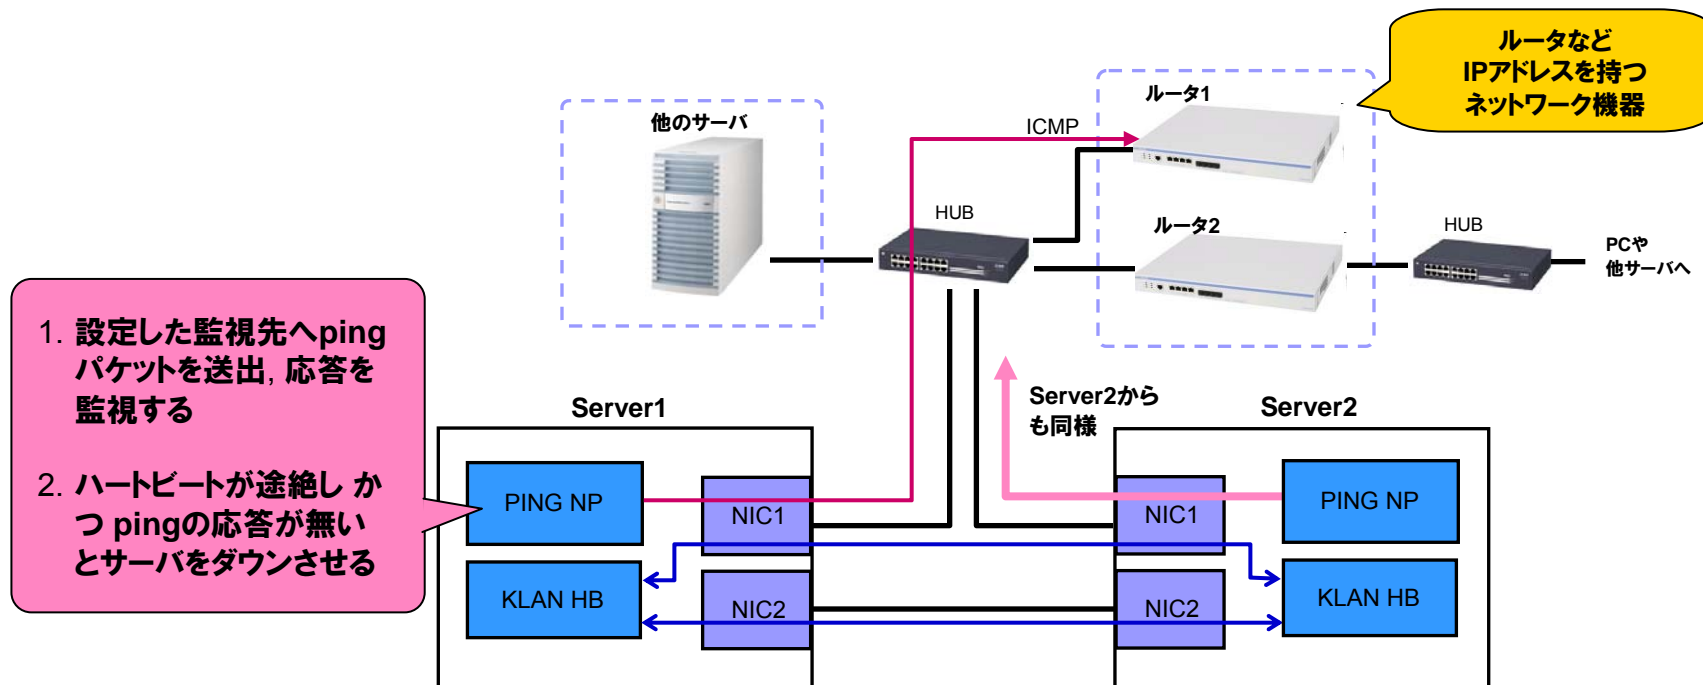 ルータなど
IPアドレスを持つ
ネットワーク機器
ルータ1
他のサーバ
ICMP
HUB
ルータ2
HUB
PCや
他サーバへ
1. 設定した監視先へping
パケットを送出, 応答を
監視する
2. ハートビートが途絶し か
つ pingの応答が無い
とサーバをダウンさせる
Server1
Server2から
も同様
Server2
PING NP
NIC1
NIC1
PING NP
KLAN HB
NIC2
NIC2
KLAN HB